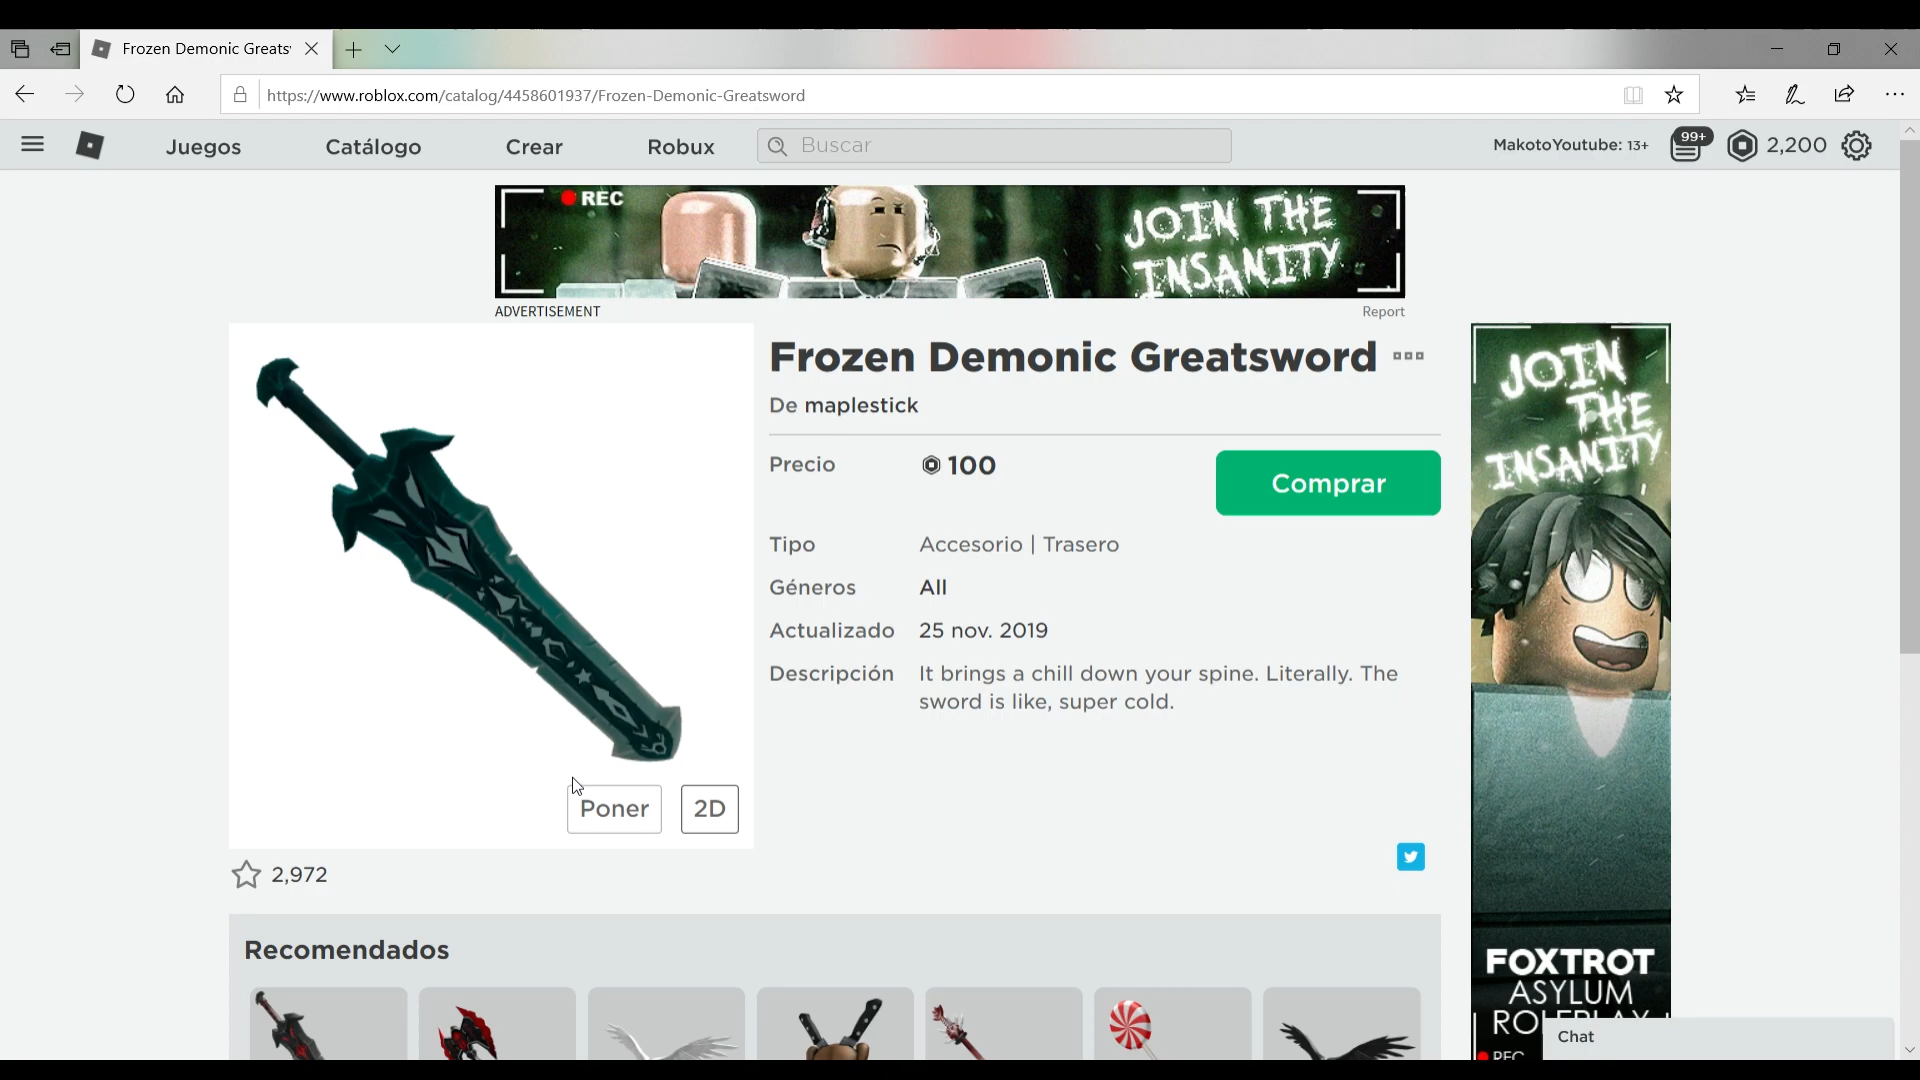 Frozen Demonic Greats
https://www.roblox.com/catalog/4458601937/Frozen-Demonic-Greatsword
Juegos Catálogo Crear Robux Buscar MakotoYoutube: 13+ 99+ 2,200
REC
JOIN THE
INSANITY
ADVERTISEMENT Report
Frozen Demonic Greatsword
De maplestick
Precio 100
Comprar
Tipo Accesorio | Trasero
Géneros All
Actualizado 25 nov. 2019
Descripción It brings a chill down your spine. Literally. The
sword is like, super cold.
Poner 2D
2,972
Recomendados
JOIN
THE
INSANITY
FOXTROT
ASYLUM
ROLEPLAY
REC
Chat